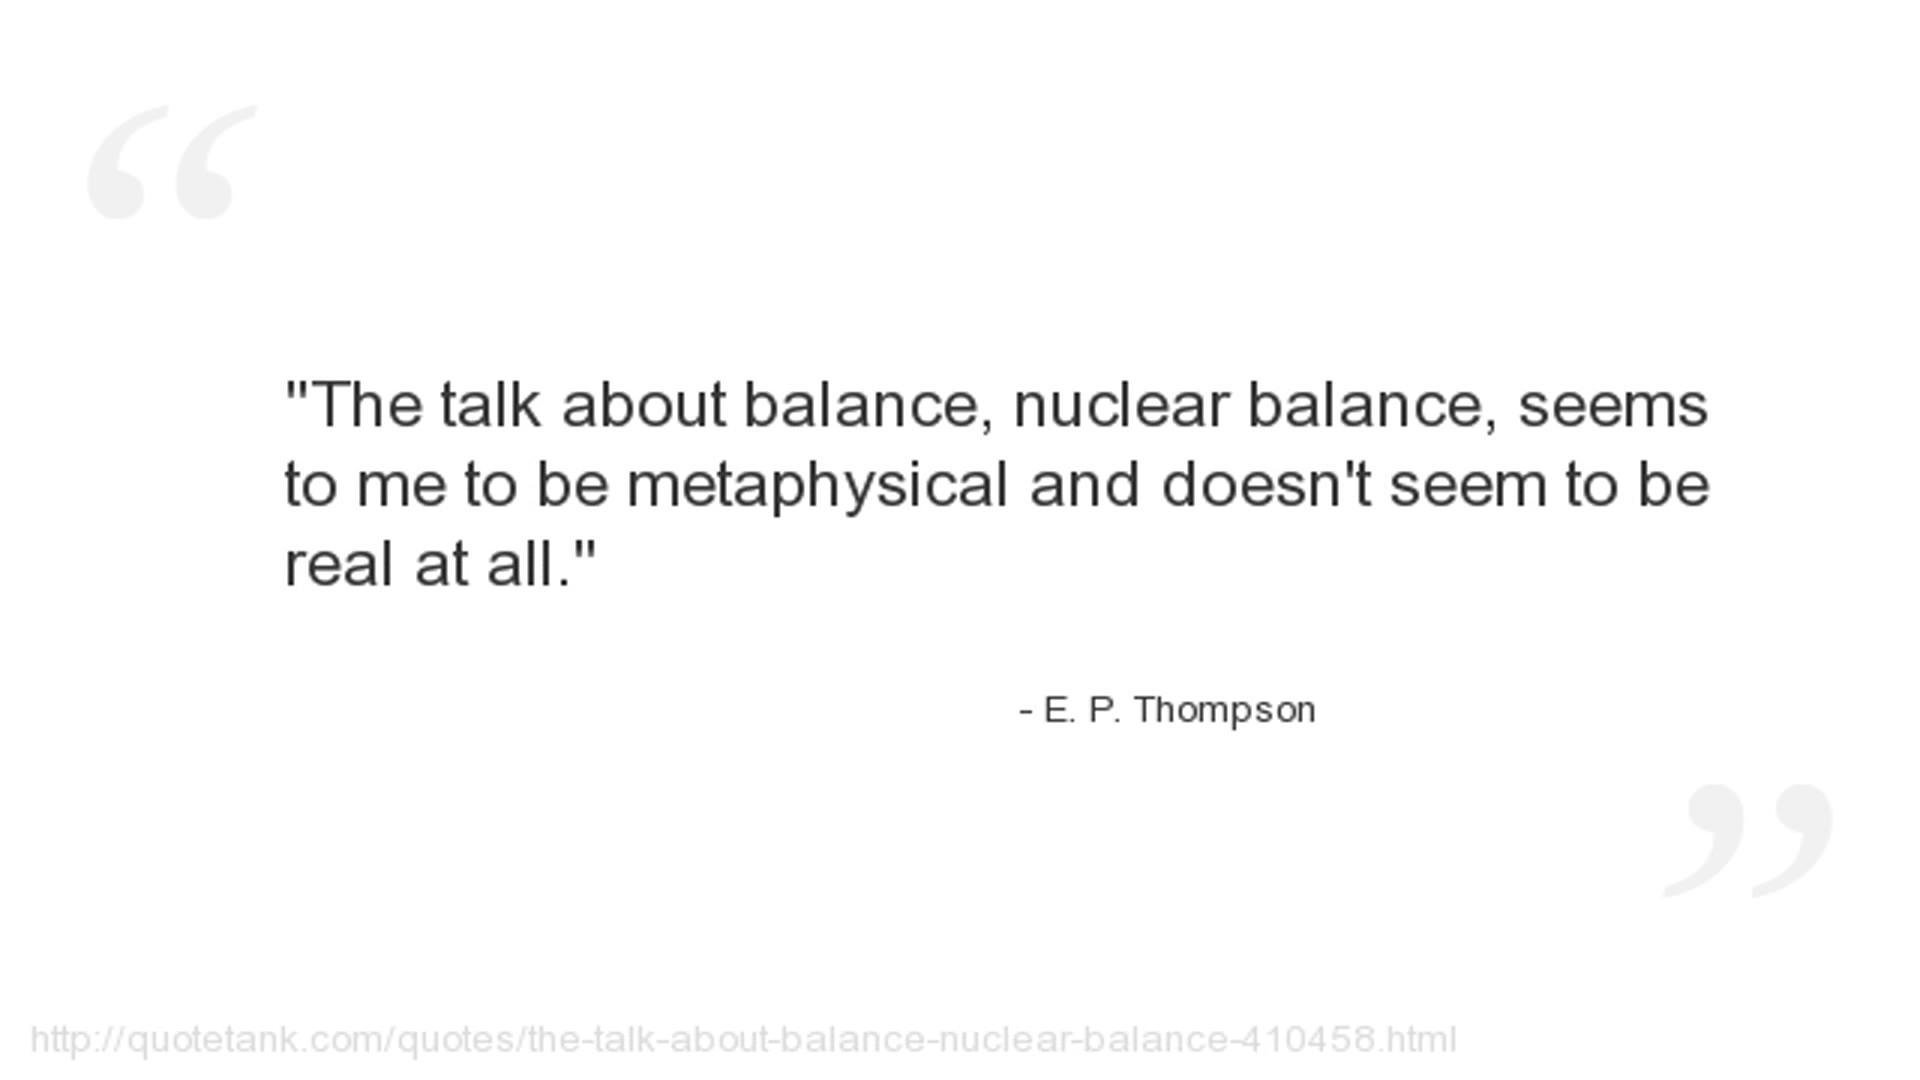 "The talk about balance, nuclear balance, seems
to me to be metaphysical and doesn't seem to be
real at all."
- E. P. Thompson
http://quotetank.com/quotes/the-talk-about-balance-nuclear-balance-410458.html